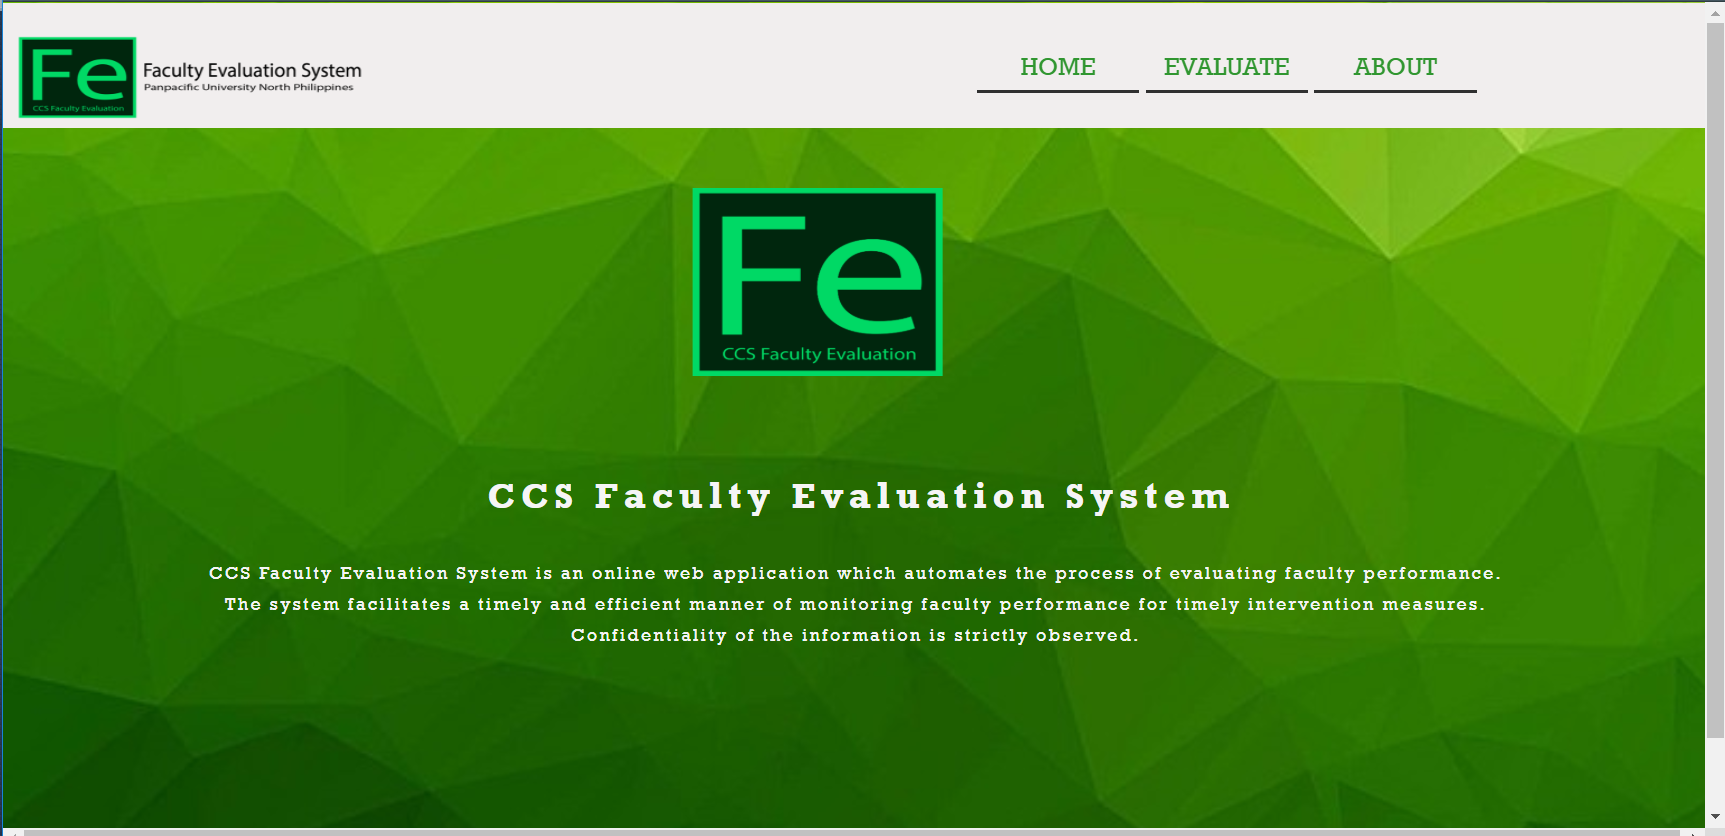 Fe
CCS Faculty Evaluation
Faculty Evaluation System
Panpacific University North Philippines
HOME
EVALUATE
ABOUT
Fe
CCS Faculty Evaluation
CCS Faculty Evaluation System
CCS Faculty Evaluation System is an online web application which automates the process of evaluating faculty performance.
The system facilitates a timely and efficient manner of monitoring faculty performance for timely intervention measures.
Confidentiality of the information is strictly observed.